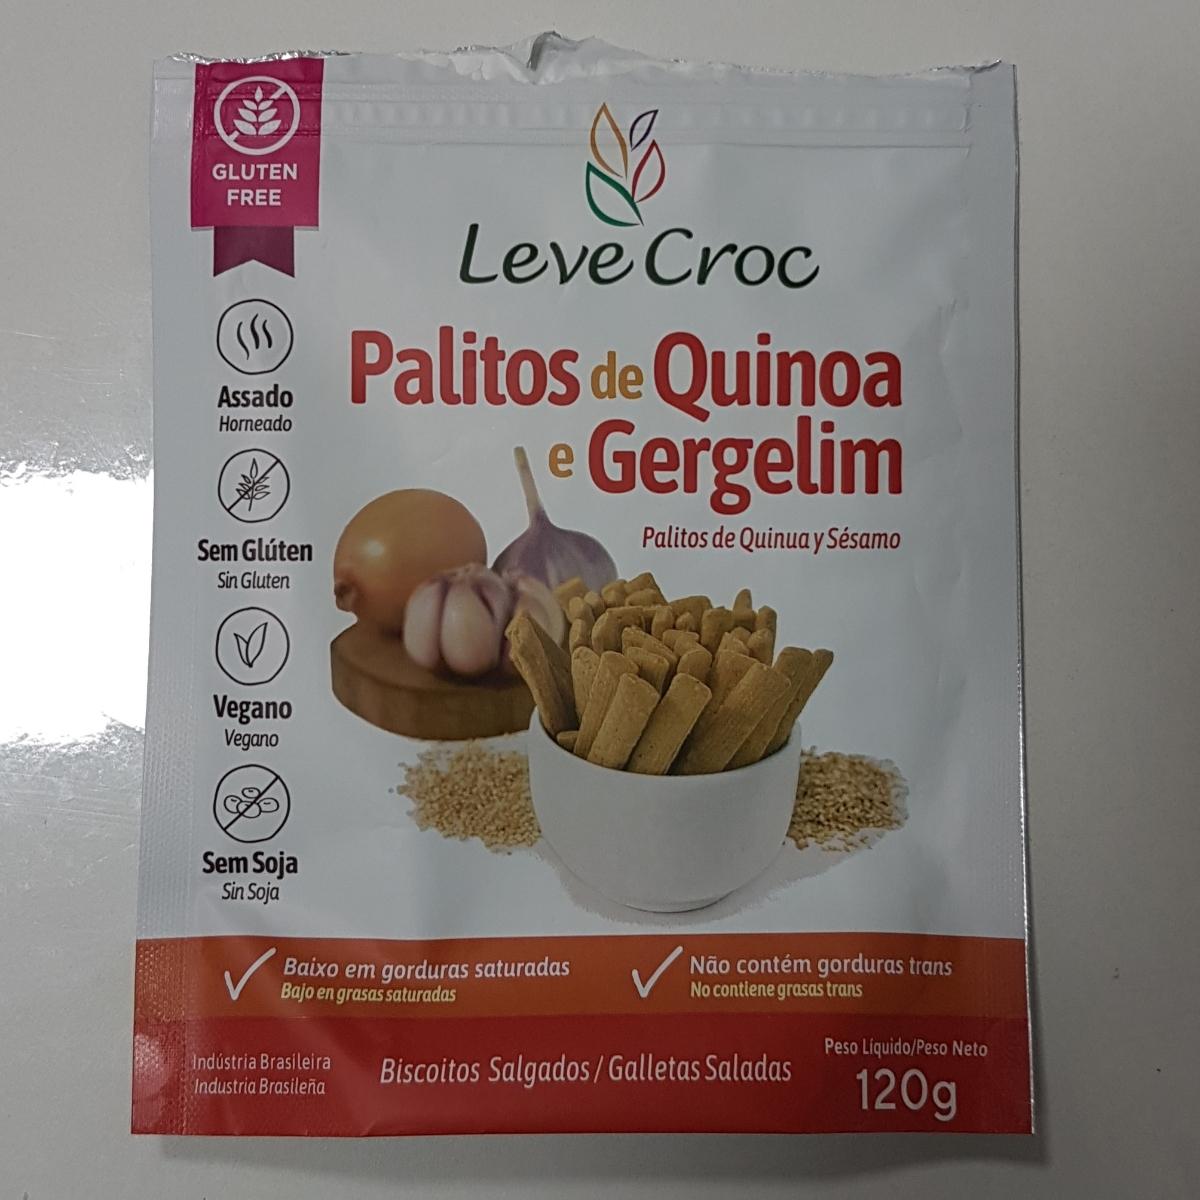 GLUTEN
FREE
Leve Croc
Palitos de Quinoa
e Gergelim
Palitos de Quinua y Sésamo
Assado
Horneado
Sem Glúten
Sin Gluten
Vegano
Vegano
Sem Soja
Sin Soja
Baixo em gorduras saturadas
Bajo en grasas saturadas
Não contém gorduras trans
No contiene grasas trans
Indústria Brasileira
Industria Brasileña
Biscoitos Salgados / Galletas Saladas
Peso Líquido/Peso Neto
120g